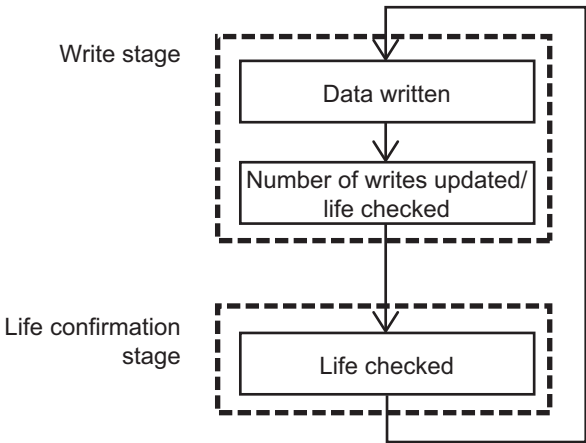 Write stage
Data written
Number of writes updated/
life checked
Life confirmation
stage
Life checked